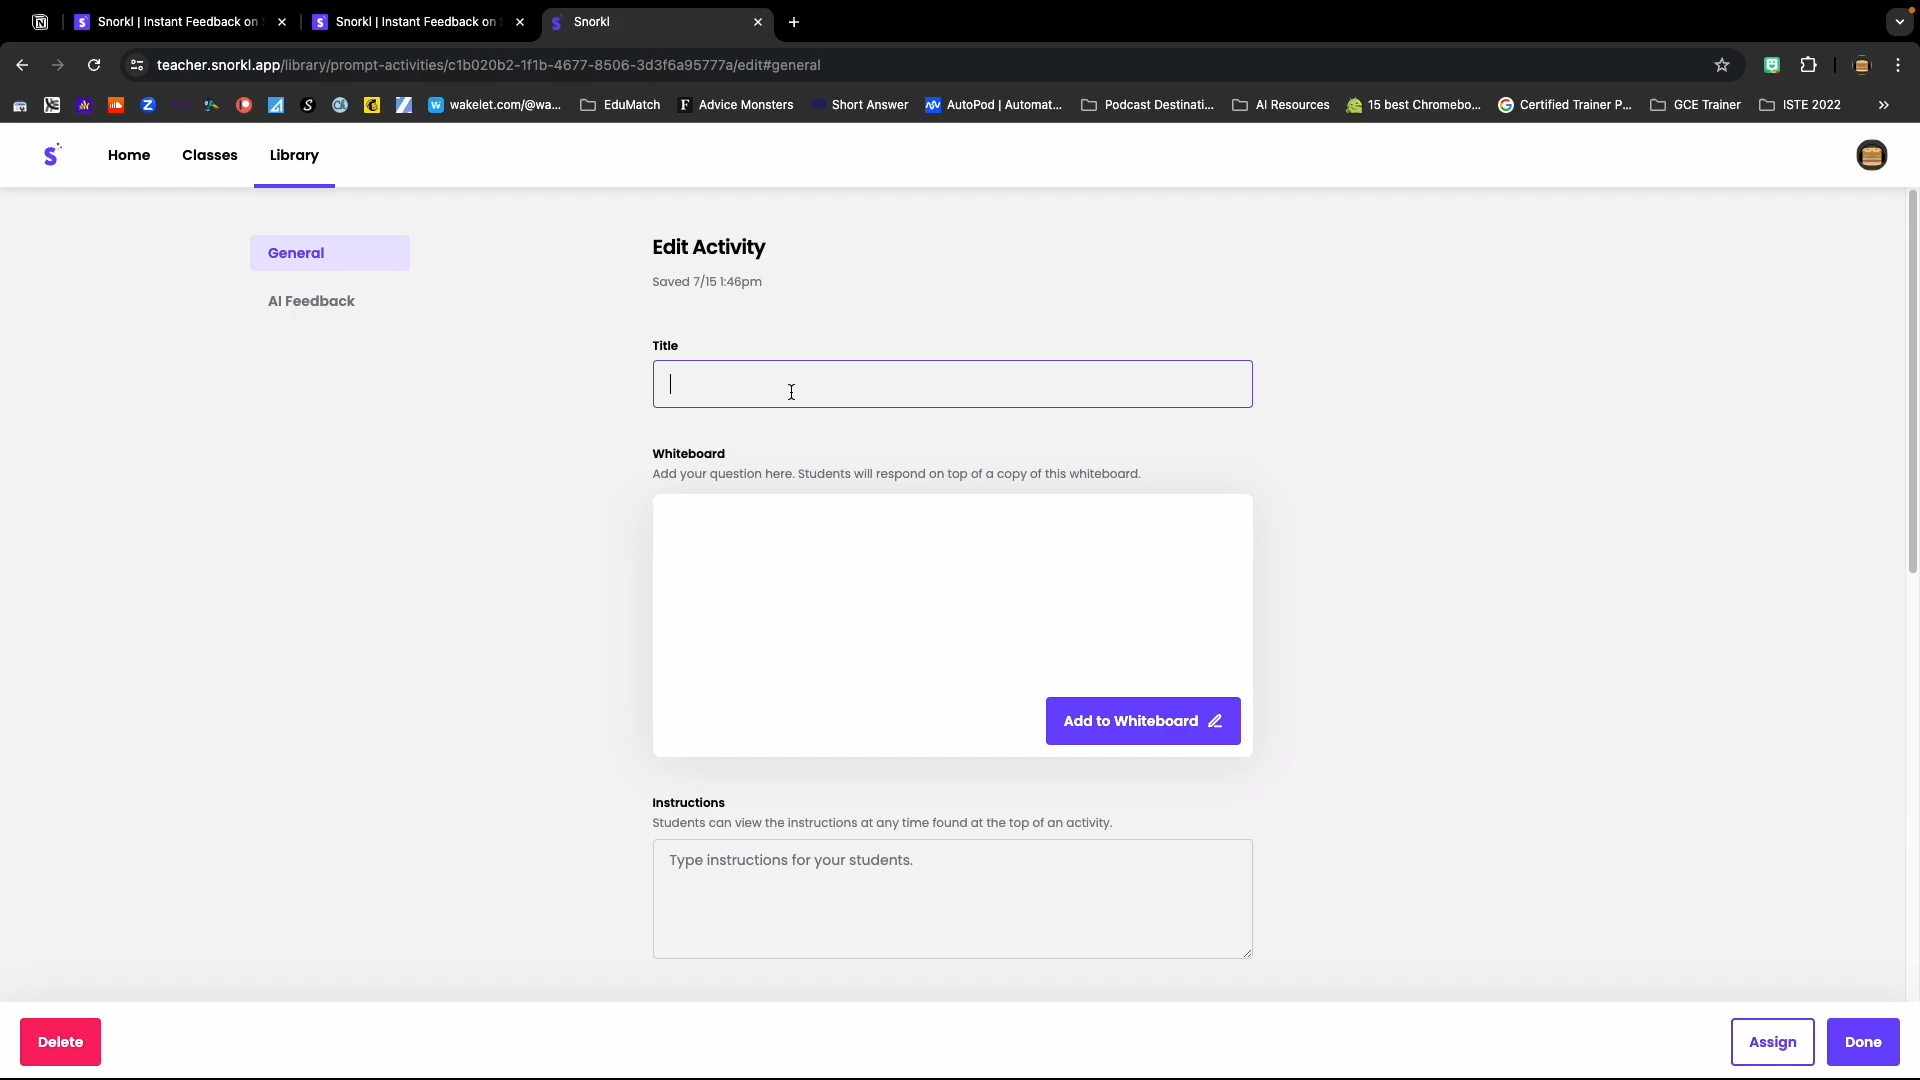 Snorkl | Instant Feedback on
Snorkl | Instant Feedback on
Snorkl
teacher.snorkl.app/library/prompt-activities/c1b020b2-1f1b-4677-8506-3d3f6a95777a/edit#general
wakelet.com/@wa...
EduMatch
Advice Monsters
Short Answer
AutoPod | Automat...
Podcast Destinati...
AI Resources
15 best Chromebo...
Certified Trainer P...
GCE Trainer
ISTE 2022
Home
Classes
Library
General
AI Feedback
Edit Activity
Saved 7/15 1:46pm
Title
Whiteboard
Add your question here. Students will respond on top of a copy of this whiteboard.
Add to Whiteboard
Instructions
Students can view the instructions at any time found at the top of an activity.
Type instructions for your students.
Delete
Assign
Done